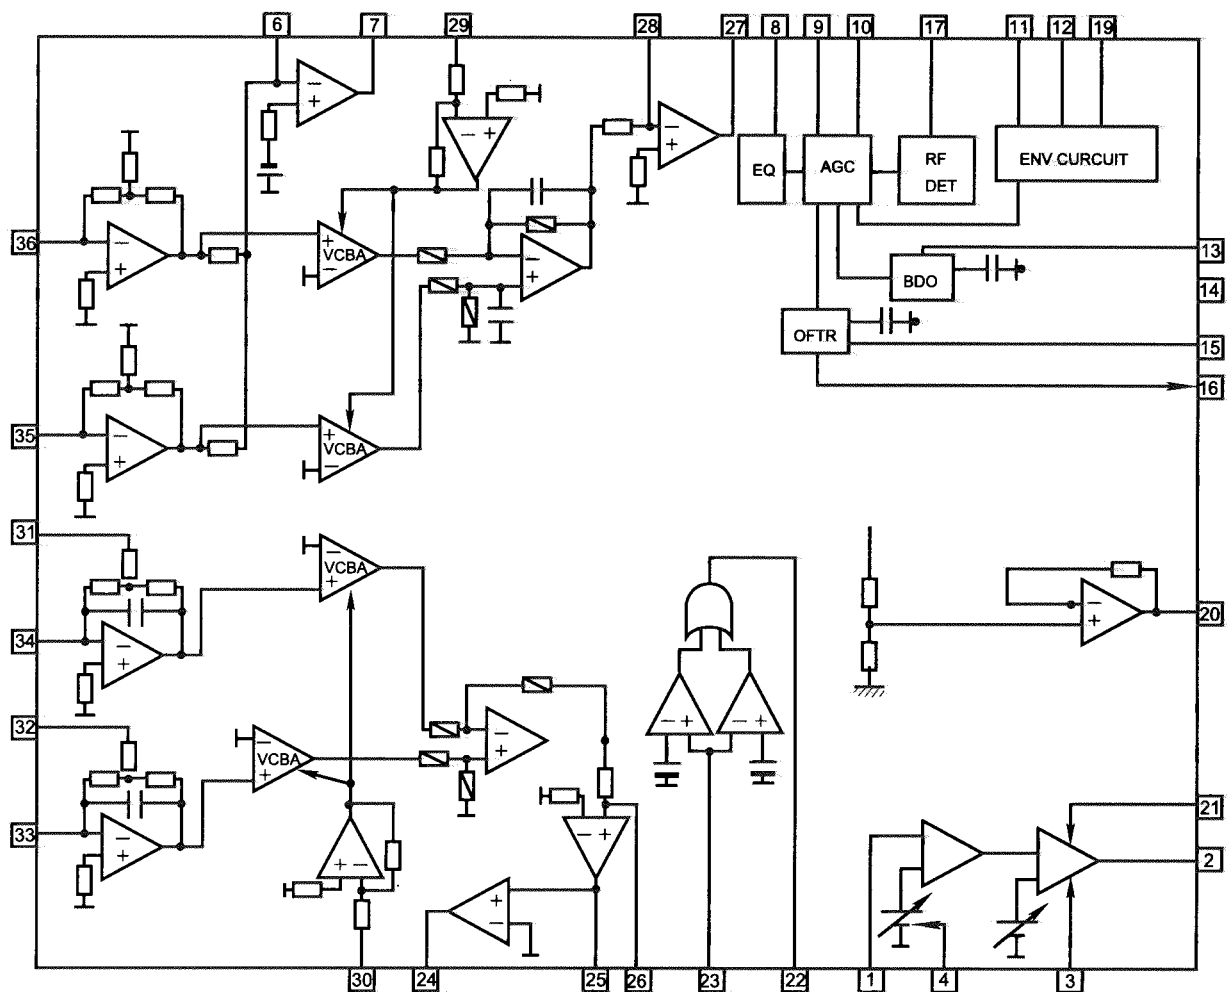 6 7 29 28 27 8 9 10 17 11 12 19
− +
− +
− +
EQ AGC RF DET ENV CURCUIT
36 − + + VCBA − − + 13
BDO 14
OFTR 15
16
35 − + + VCBA −
31 − VCBA +
34 − + − + 20
32
− VCBA + − + − + − +
33 − + + − − + 21
2
+ −
30 24 25 26 23 22 1 4 3